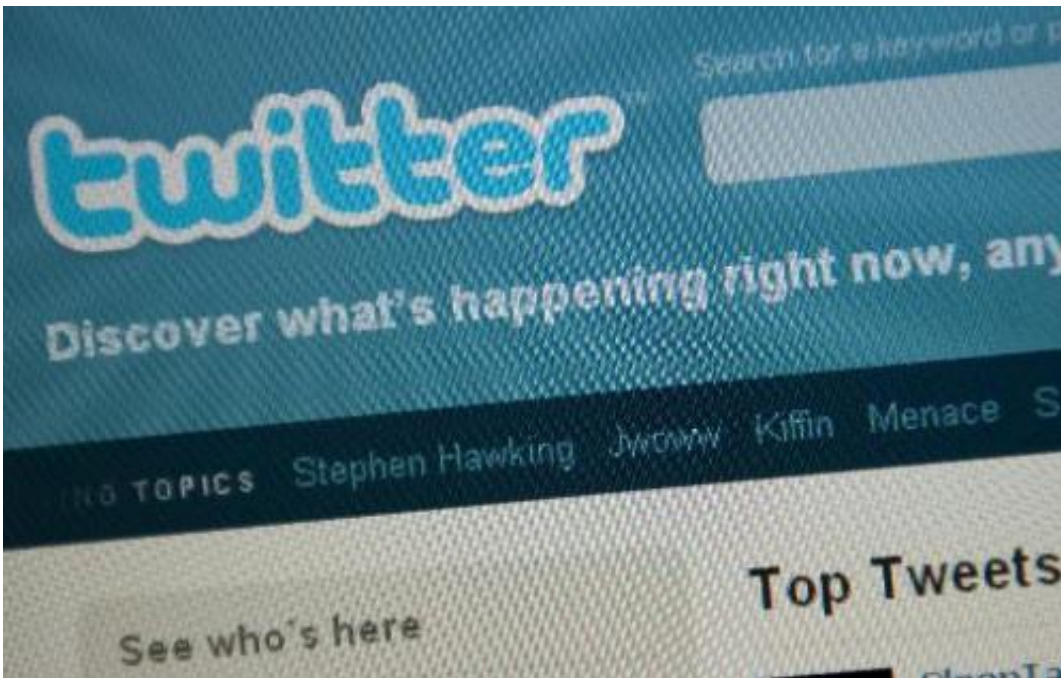 Search for a keyword or
twitter
Discover what's happening right now, any
NG TOPICS Stephen Hawking Jwoww Kiffin Menace S
Top Tweets
See who's here